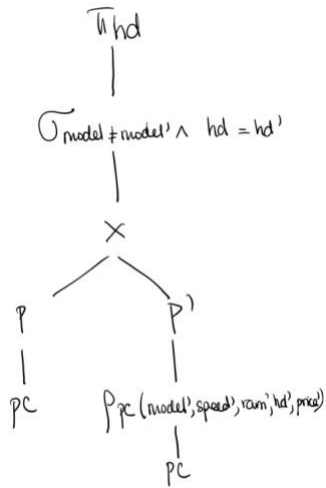 π hd
σ model ≠ model' ∧ hd = hd'
×
P P'
PC ρ PC (model', speed', ram', hd', price')
PC